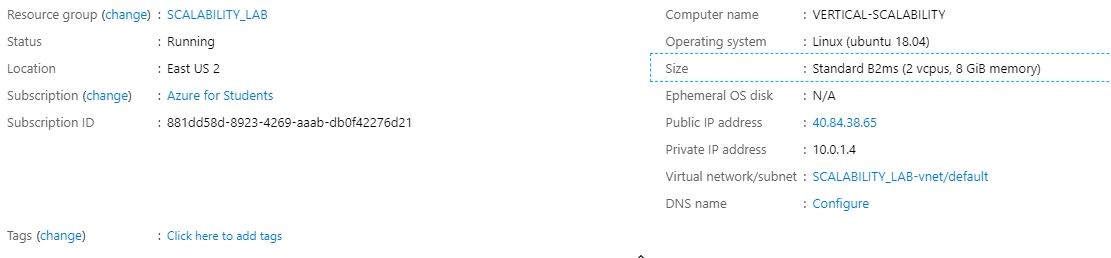 Resource group (change) : SCALABILITY_LAB
Status : Running
Location : East US 2
Subscription (change) : Azure for Students
Subscription ID : 881dd58d-8923-4269-aaab-db0f42276d21
Tags (change) : Click here to add tags
Computer name : VERTICAL-SCALABILITY
Operating system : Linux (ubuntu 18.04)
Size : Standard B2ms (2 vcpus, 8 GiB memory)
Ephemeral OS disk : N/A
Public IP address : 40.84.38.65
Private IP address : 10.0.1.4
Virtual network/subnet : SCALABILITY_LAB-vnet/default
DNS name : Configure